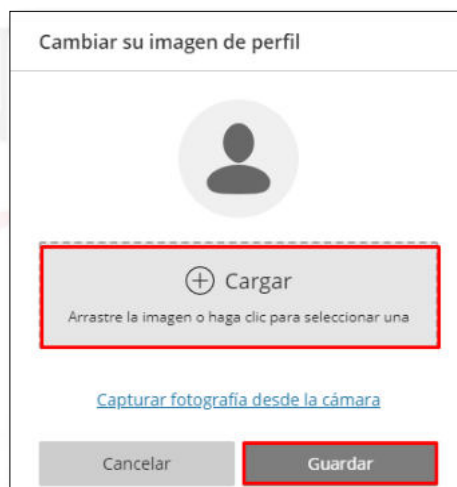 Cambiar su imagen de perfil
Cargar
Arrastre la imagen o haga clic para seleccionar una
Capturar fotografía desde la cámara
Cancelar
Guardar